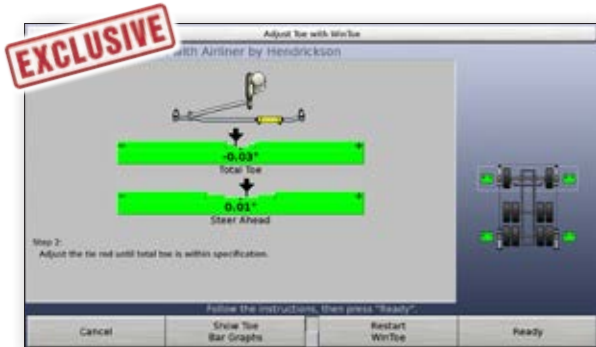 EXCLUSIVE
Adjust Toe with WinToe
with Airliner by Hendrickson
- +
-0.03°
Total Toe
- +
0.01°
Steer Ahead
Step 2:
Adjust the tie rod until total toe is within specification.
Follow the instructions, then press "Ready".
Cancel
Show Toe
Bar Graphs
Restart
WinToe
Ready